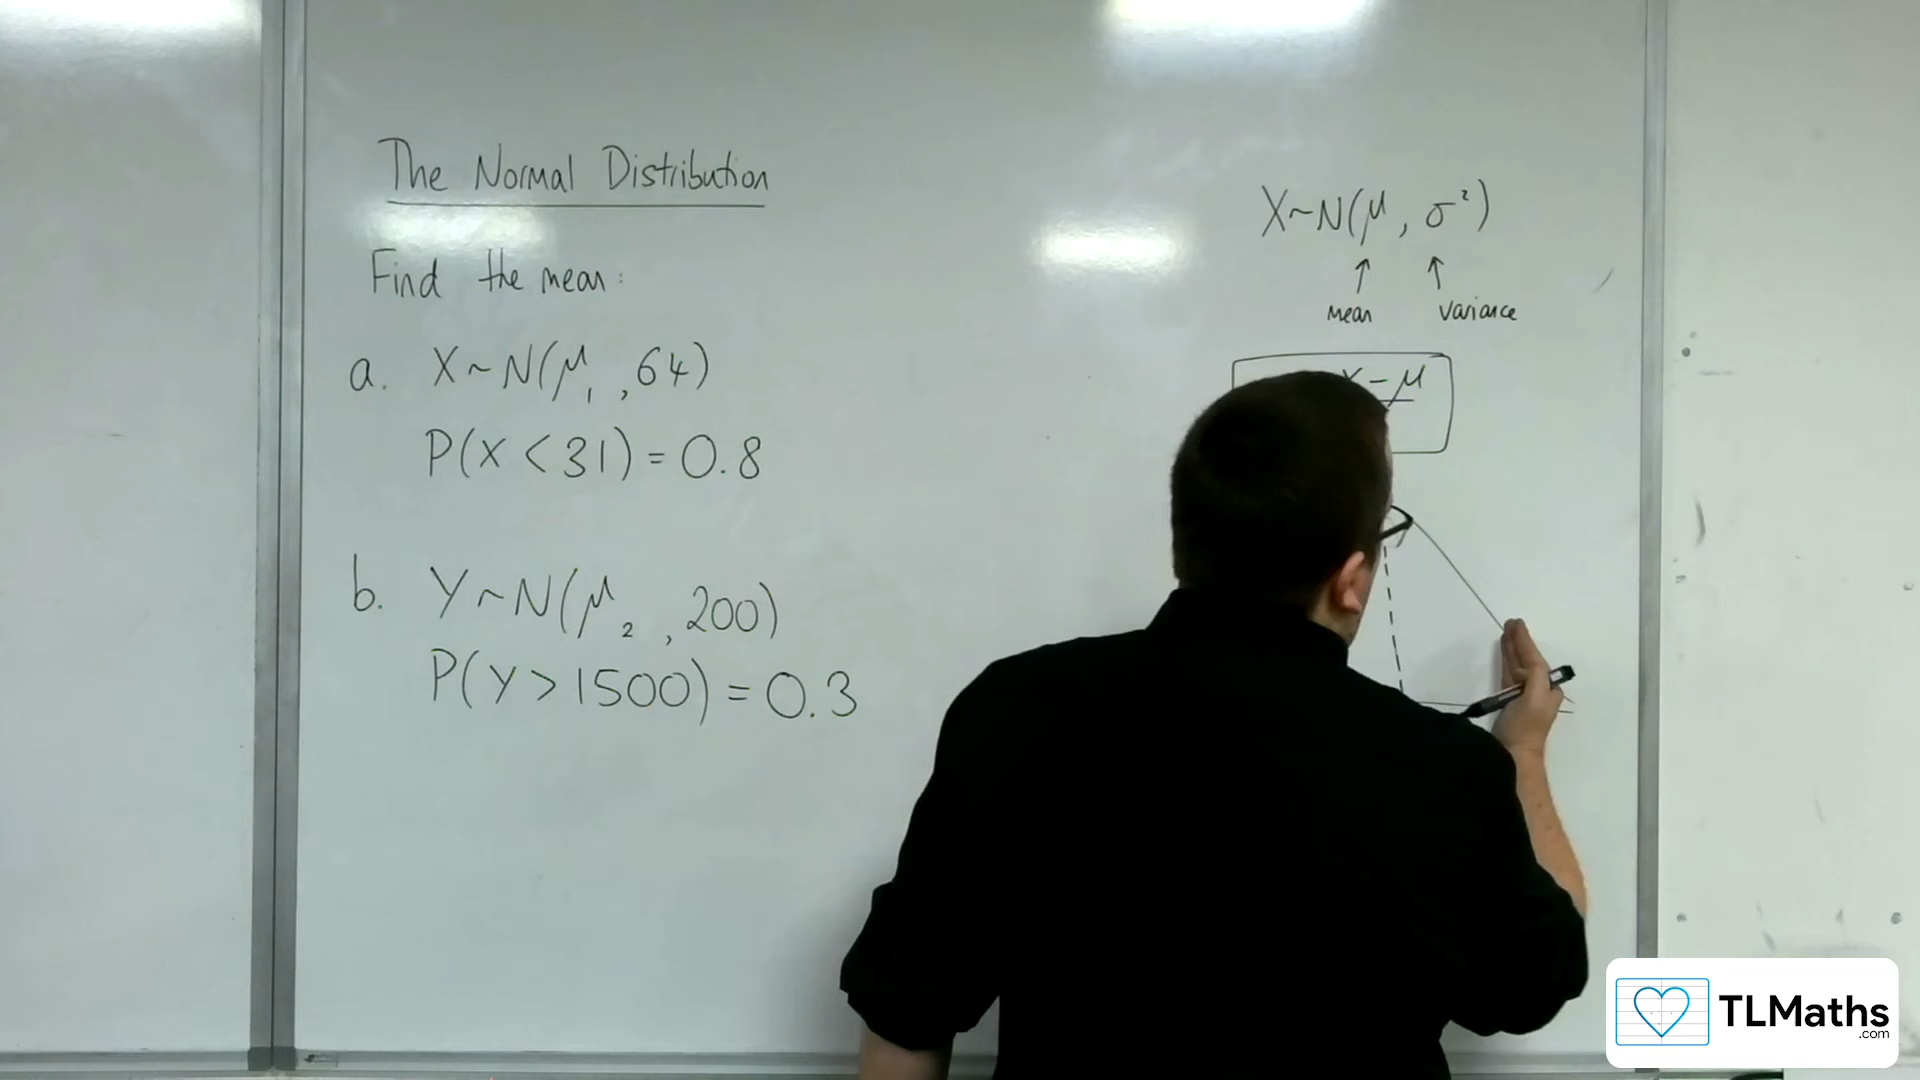 The Normal Distribution
Find the mean:
a. X~N(μ₁, 64)
P(X < 31) = 0.8
b. Y~N(μ₂, 200)
P(Y > 1500) = 0.3
X~N(μ, σ²)
↑ ↑
mean variance
x - μ
TLMaths
.com